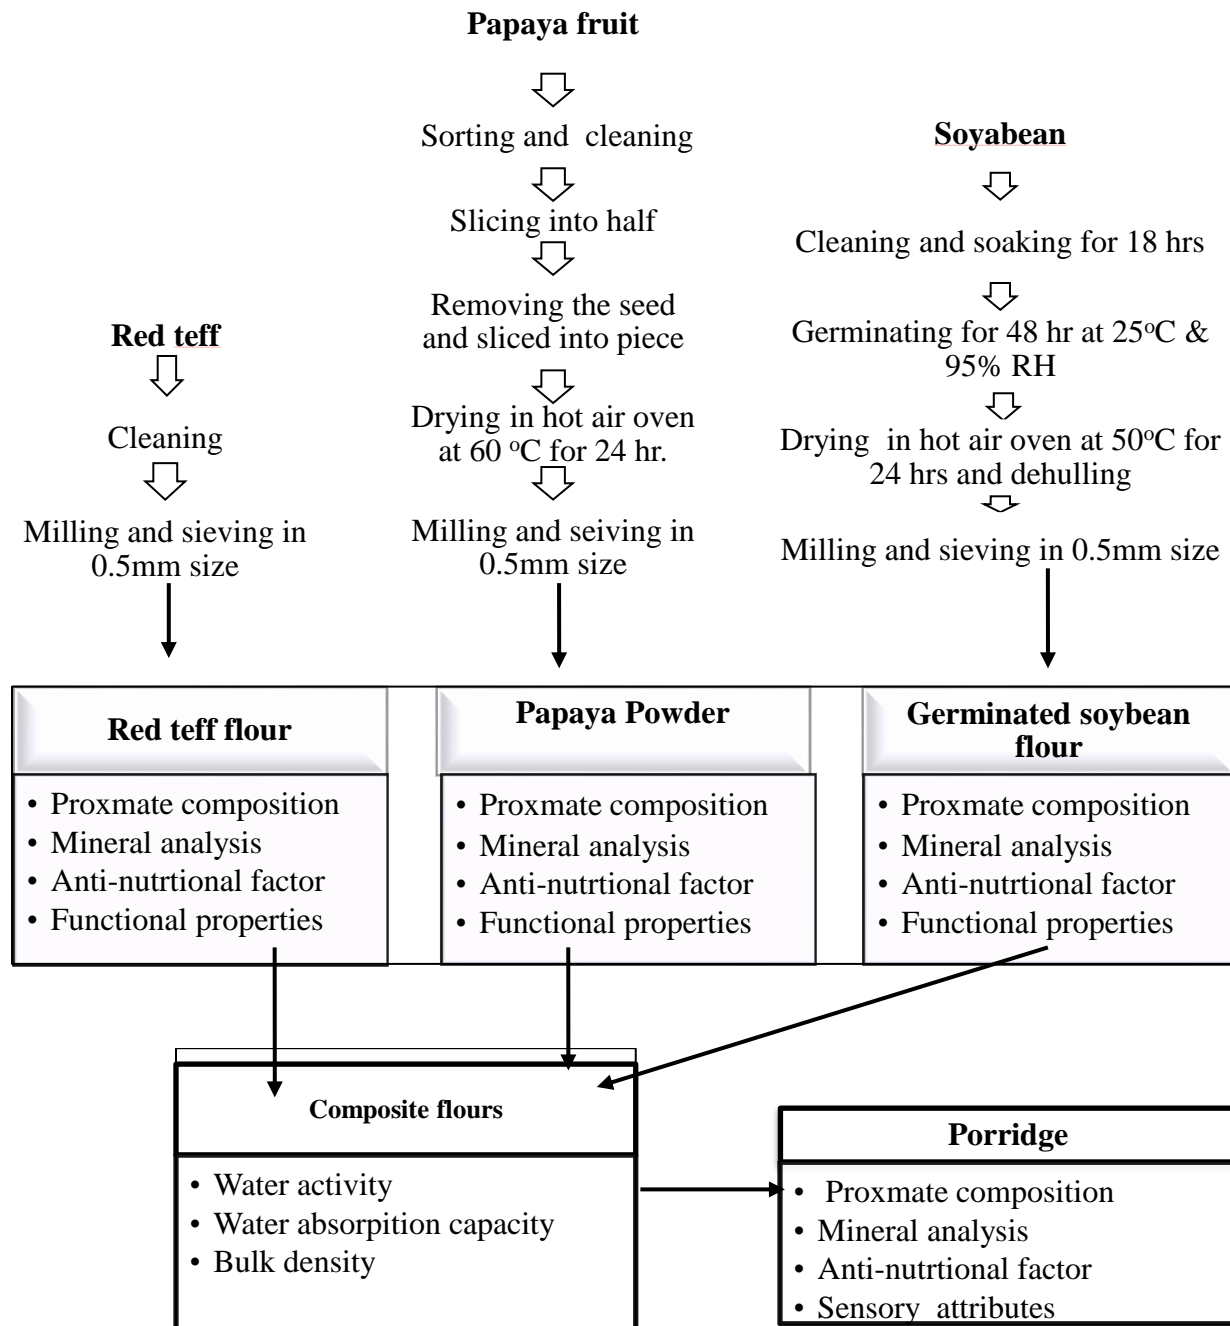 Papaya fruit
Sorting and cleaning
Slicing into half
Removing the seed
and sliced into piece
Drying in hot air oven
at 60 °C for 24 hr.
Milling and seiving in
0.5mm size
Soyabean
Cleaning and soaking for 18 hrs
Germinating for 48 hr at 25°C &
95% RH
Drying in hot air oven at 50°C for
24 hrs and dehulling
Milling and sieving in 0.5mm size
Red teff
Cleaning
Milling and sieving in
0.5mm size
Red teff flour
• Proxmate composition
• Mineral analysis
• Anti-nutrtional factor
• Functional properties
Papaya Powder
• Proxmate composition
• Mineral analysis
• Anti-nutrtional factor
• Functional properties
Germinated soybean
flour
• Proxmate composition
• Mineral analysis
• Anti-nutrtional factor
• Functional properties
Composite flours
• Water activity
• Water absorpition capacity
• Bulk density
Porridge
• Proxmate composition
• Mineral analysis
• Anti-nutrtional factor
• Sensory attributes